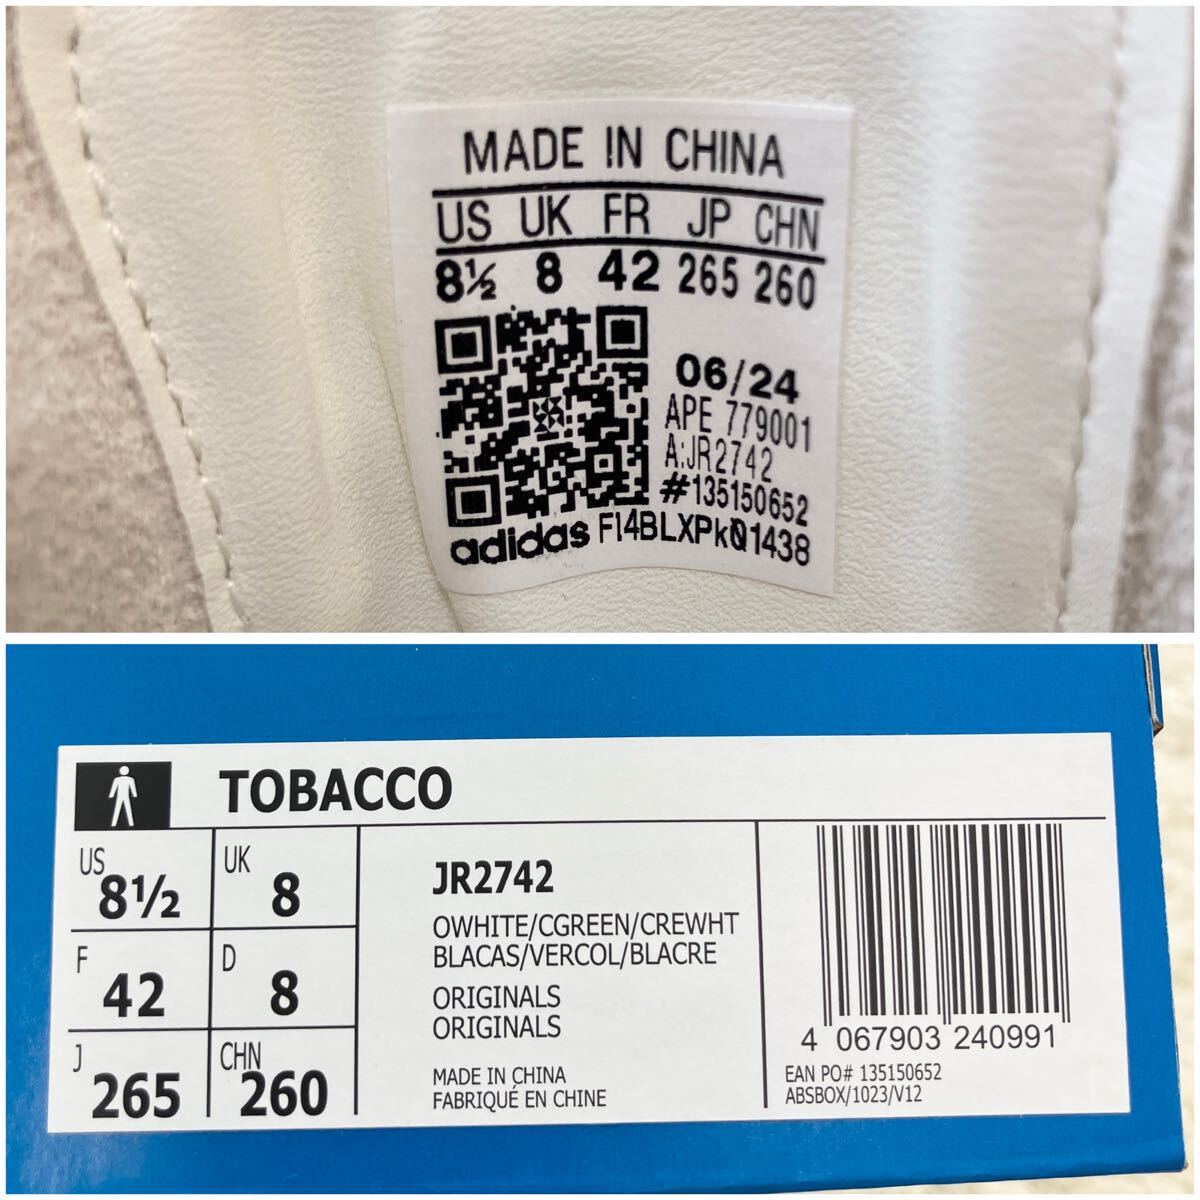 MADE IN CHINA
US UK FR JP CHN
8½ 8 42 265 260
06/24
APE 779001
A:JR2742
#135150652
adidas F14BLXPk01438
TOBACCO
US 8½ UK 8
F 42 D 8
J 265 CHN 260
JR2742
OWHITE/CGREEN/CREWHT
BLACAS/VERCOL/BLACRE
ORIGINALS
ORIGINALS
MADE IN CHINA
FABRIQUÉ EN CHINE
4 067903 240991
EAN PO# 135150652
ABSBOX/1023/V12